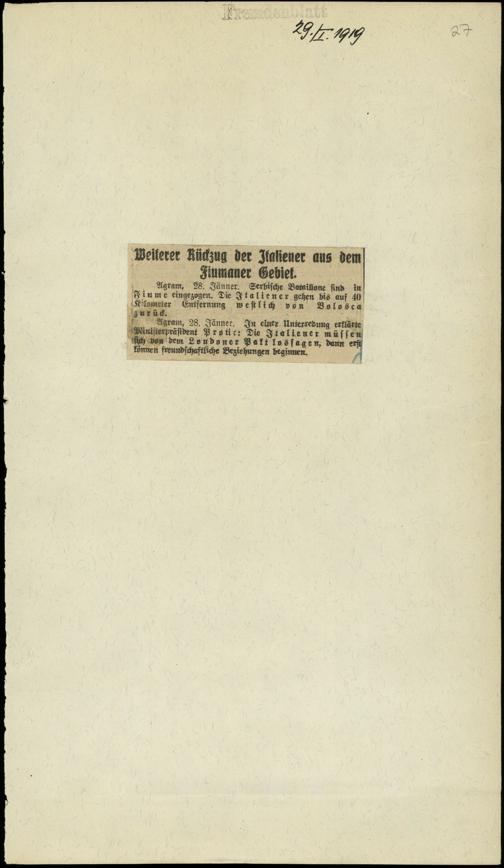 Fremdenblatt
29./I. 1919
27
Weiterer Rückzug der Italiener aus dem
Fiumaner Gebiet.
Agram, 28. Jänner. Serbische Bataillone sind in
Fiume eingezogen. Die Italiener gehen bis auf 40
Kilometer Entfernung westlich von Volosca
zurück.
Agram, 28. Jänner. In einer Unterredung erklärte
Ministerpräsident Protic: Die Italiener müssen
sich von dem Londoner Pakt lossagen, dann erst
können freundschaftliche Beziehungen beginnen.